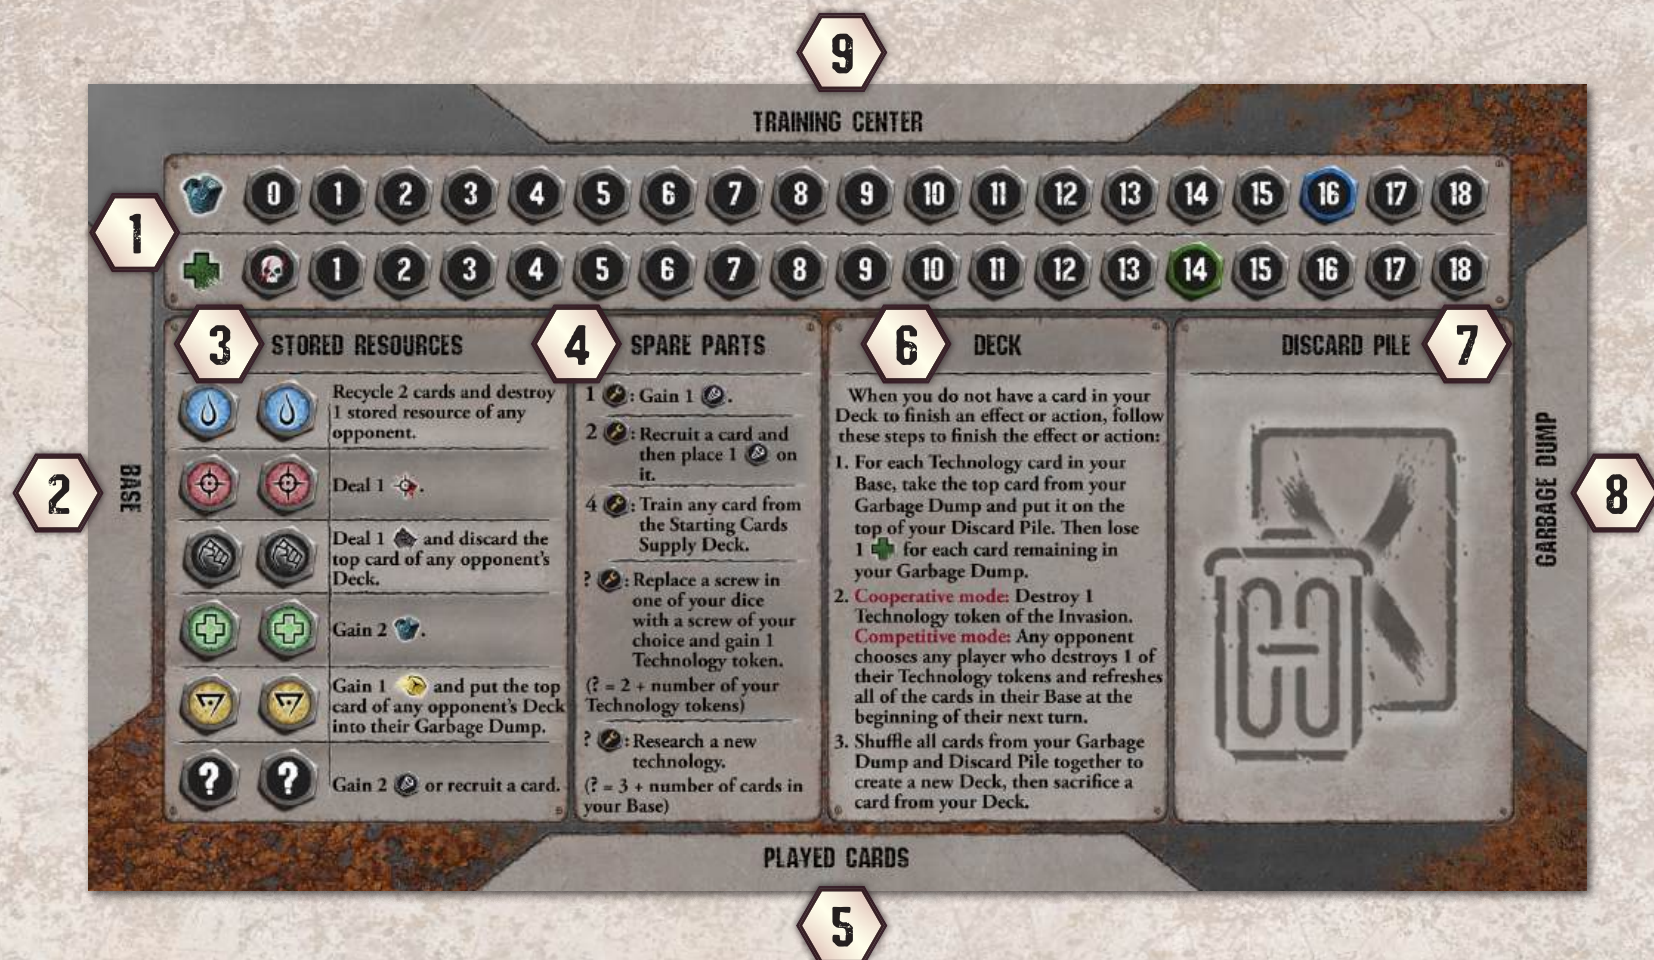 9
TRAINING CENTER
0 1 2 3 4 5 6 7 8 9 10 11 12 13 14 15 16 17 18
1
1 2 3 4 5 6 7 8 9 10 11 12 13 14 15 16 17 18
2
BASE
3
STORED RESOURCES
Recycle 2 cards and destroy
1 stored resource of any
opponent.
Deal 1 .
Deal 1 and discard the
top card of any opponent's
Deck.
Gain 2 .
Gain 1 and put the top
card of any opponent's Deck
into their Garbage Dump.
? ?
Gain 2 or recruit a card.
4
SPARE PARTS
1 : Gain 1 .
2 : Recruit a card and
then place 1 on
it.
4 : Train any card from
the Starting Cards
Supply Deck.
? : Replace a screw in
one of your dice
with a screw of your
choice and gain 1
Technology token.
(? = 2 + number of your
Technology tokens)
? : Research a new
technology.
(? = 3 + number of cards in
your Base)
6
DECK
When you do not have a card in your
Deck to finish an effect or action, follow
these steps to finish the effect or action:
1. For each Technology card in your
Base, take the top card from your
Garbage Dump and put it on the
top of your Discard Pile. Then lose
1 for each card remaining in
your Garbage Dump.
2. Cooperative mode: Destroy 1
Technology token of the Invasion.
Competitive mode: Any opponent
chooses any player who destroys 1 of
their Technology tokens and refreshes
all of the cards in their Base at the
beginning of their next turn.
3. Shuffle all cards from your Garbage
Dump and Discard Pile together to
create a new Deck, then sacrifice a
card from your Deck.
DISCARD PILE
7
GARBAGE DUMP
8
PLAYED CARDS
5